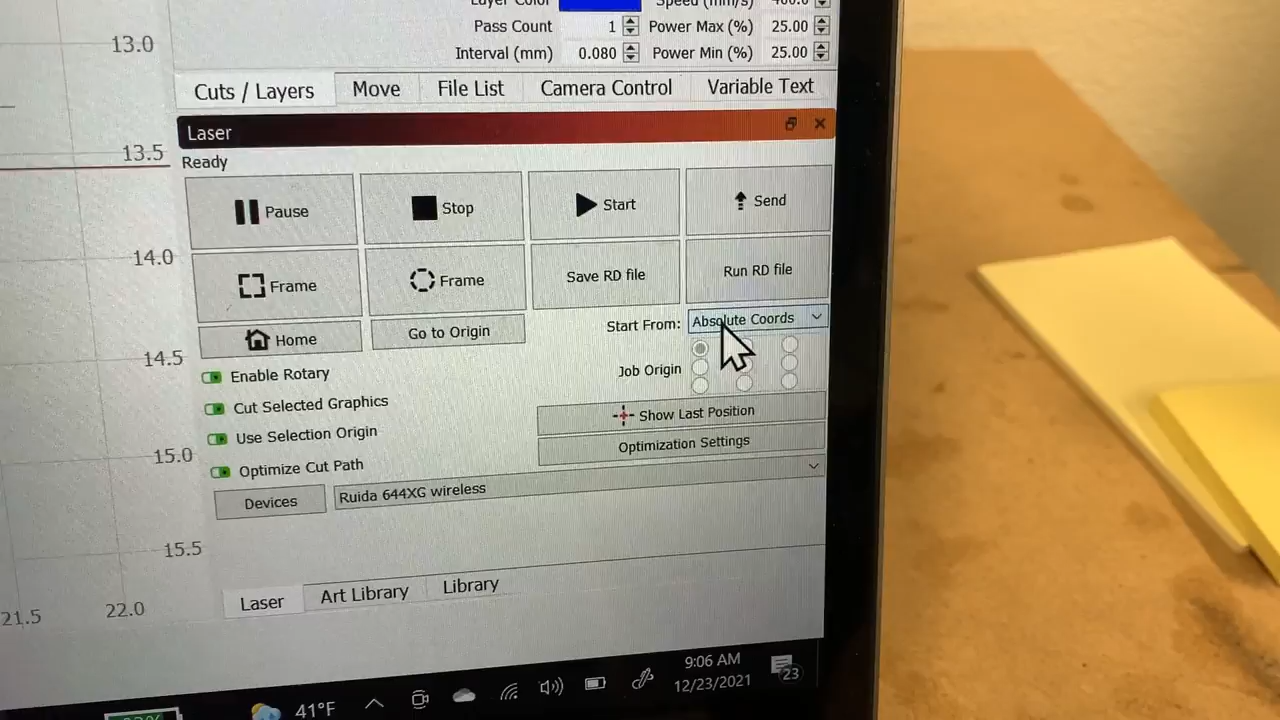 13.0
13.5
14.0
14.5
15.0
15.5
21.5 22.0
Layer Color
Speed (mm/s)
Pass Count 1 Power Max (%) 25.00
Interval (mm) 0.080 Power Min (%) 25.00
Cuts / Layers Move File List Camera Control Variable Text
Laser
Ready
Pause Stop Start Send
Frame Frame Save RD file Run RD file
Home Go to Origin Start From: Absolute Coords
Enable Rotary Job Origin
Cut Selected Graphics Show Last Position
Use Selection Origin Optimization Settings
Optimize Cut Path
Devices Ruida 644XG wireless
Laser Art Library Library
41°F 9:06 AM
12/23/2021 23